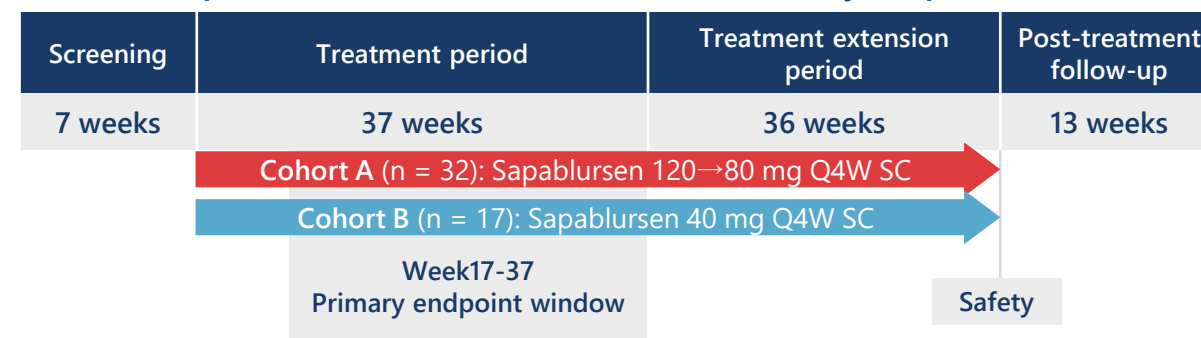 Screening
Treatment period
Treatment extension
period
Post-treatment
follow-up
7 weeks
37 weeks
36 weeks
13 weeks
Cohort A (n = 32): Sapablursen 120→80 mg Q4W SC
Cohort B (n = 17): Sapablursen 40 mg Q4W SC
Week17-37
Primary endpoint window
Safety